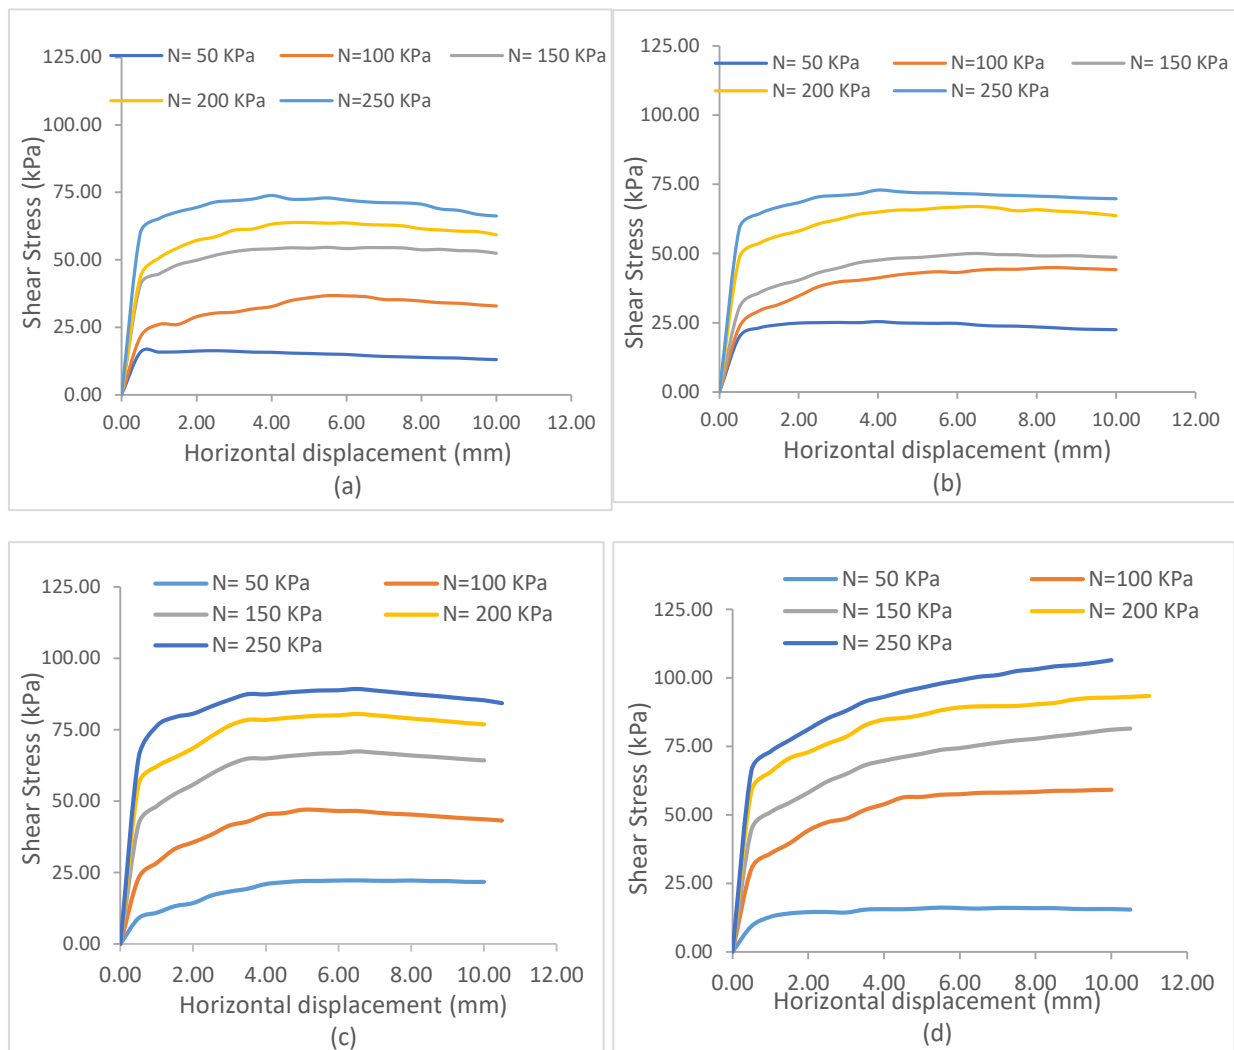 N= 50 KPa N=100 KPa N= 150 KPa
N= 200 KPa N=250 KPa
125.00
100.00
75.00
50.00
25.00
0.00
Shear Stress (kPa)
0.00 2.00 4.00 6.00 8.00 10.00 12.00
Horizontal displacement (mm)
(a)
N= 50 KPa N=100 KPa N= 150 KPa
N= 200 KPa N= 250 KPa
125.00
100.00
75.00
50.00
25.00
0.00
Shear Stress (kPa)
0.00 2.00 4.00 6.00 8.00 10.00 12.00
Horizontal displacement (mm)
(b)
N= 50 KPa N=100 KPa
N= 150 KPa N= 200 KPa
N= 250 KPa
125.00
100.00
75.00
50.00
25.00
0.00
Shear Stress (kPa)
0.00 2.00 4.00 6.00 8.00 10.00 12.00
Horizontal displacement (mm)
(c)
N= 50 KPa N=100 KPa
N= 150 KPa N= 200 KPa
N= 250 KPa
125.00
100.00
75.00
50.00
25.00
0.00
Shear Stress (kPa)
0.00 2.00 4.00 6.00 8.00 10.00 12.00
Horizontal displacement (mm)
(d)